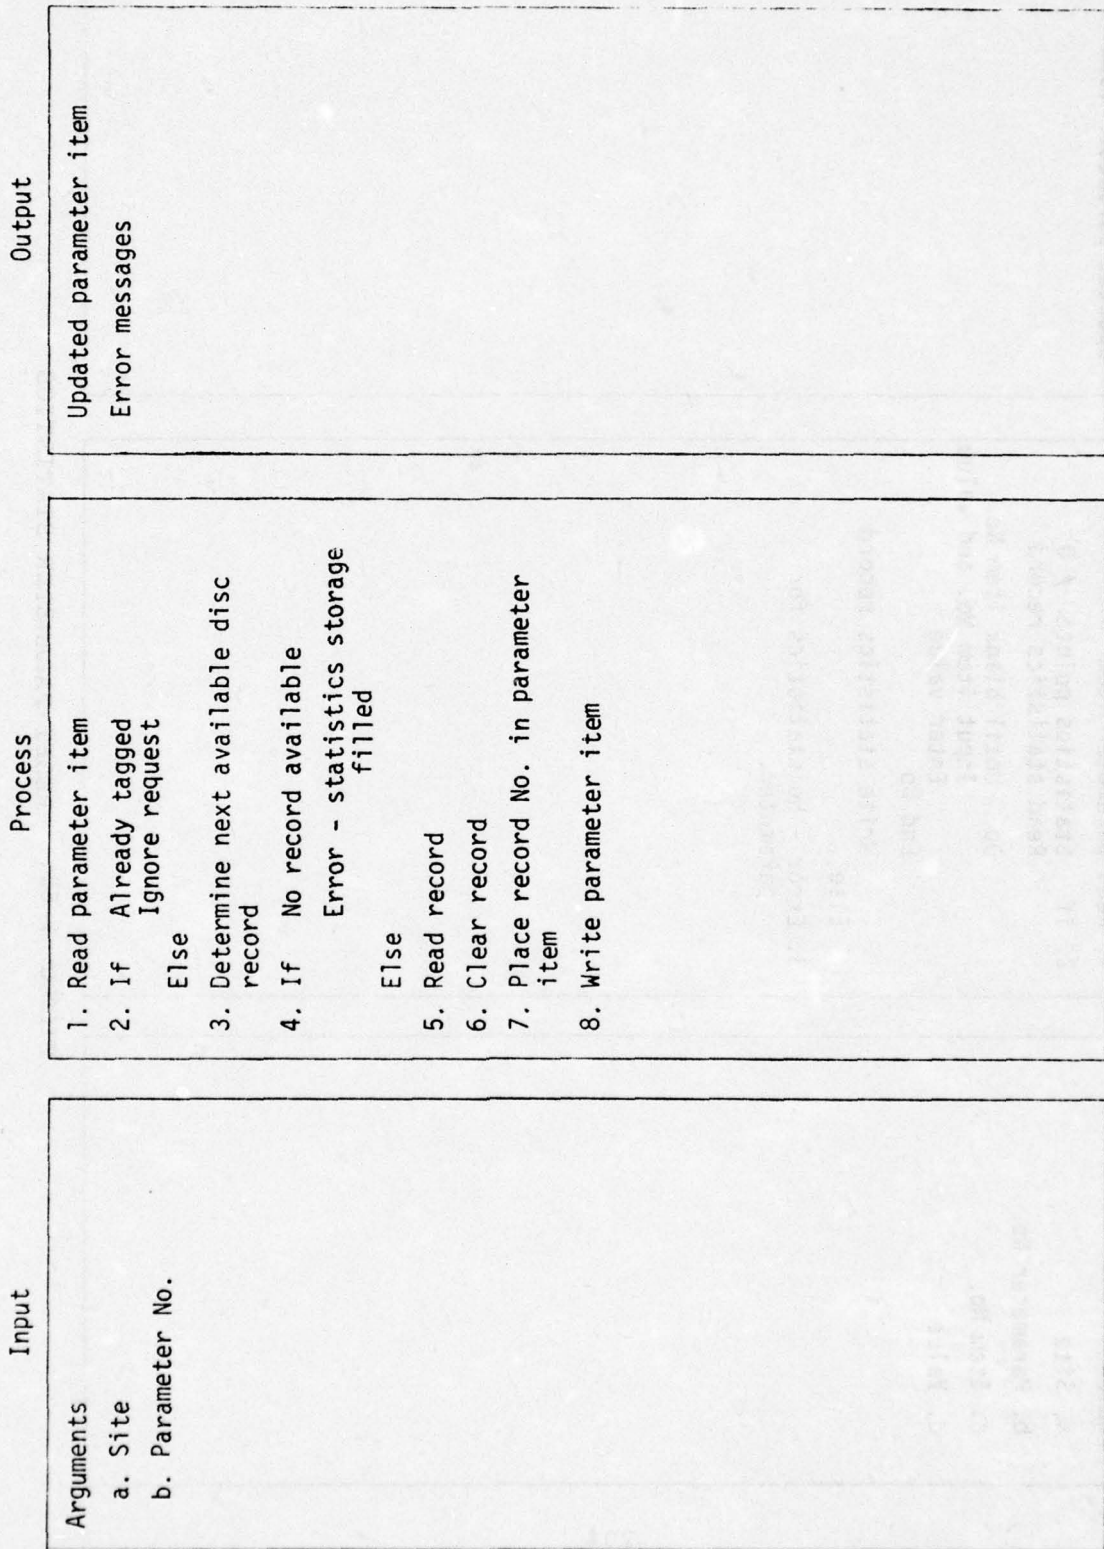 Input
Arguments
a. Site
b. Parameter No.
Process
1. Read parameter item
2. If Already tagged
Ignore request
Else
3. Determine next available disc
record
4. If No record available
Error - statistics storage
filled
Else
5. Read record
6. Clear record
7. Place record No. in parameter
item
8. Write parameter item
Output
Updated parameter item
Error messages